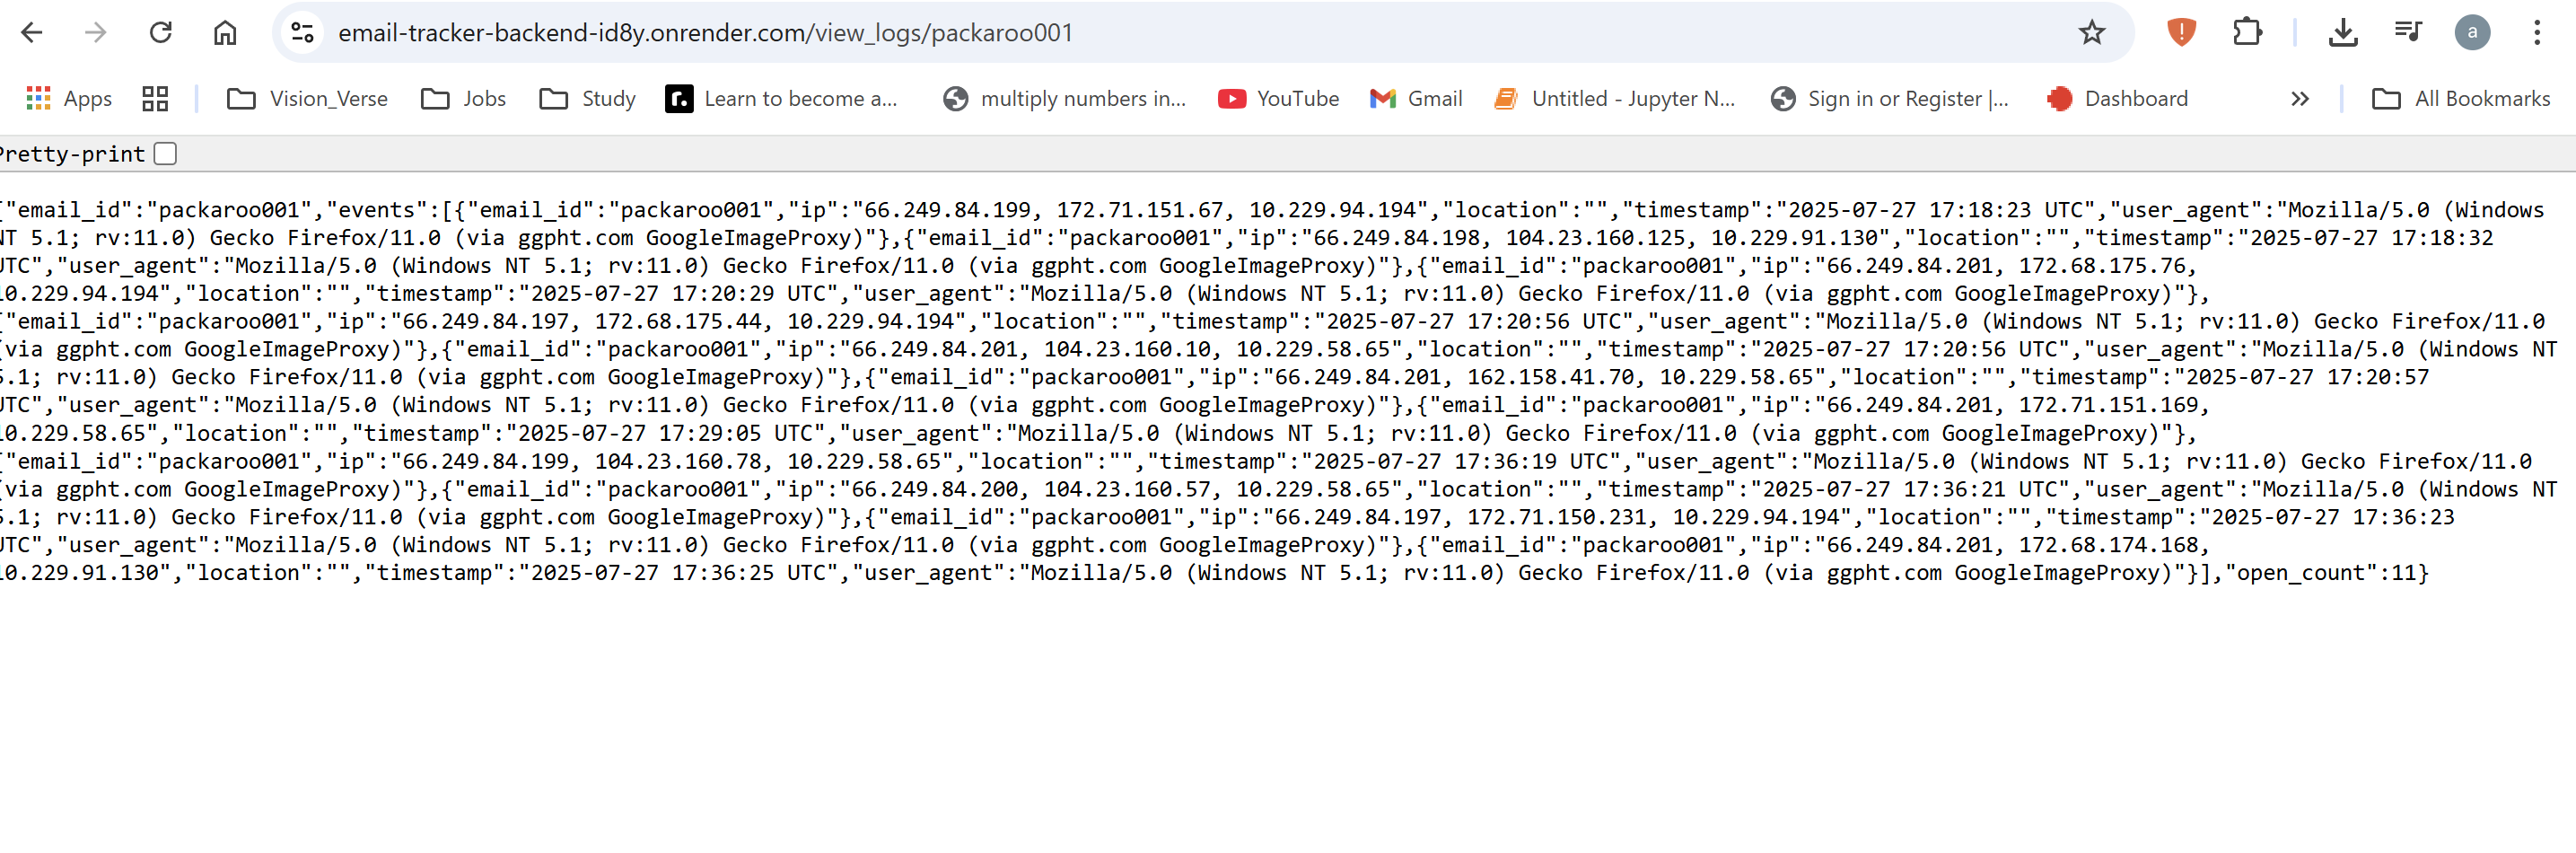 email-tracker-backend-id8y.onrender.com/view_logs/packaroo001
a
Apps Vision_Verse Jobs Study r. Learn to become a... multiply numbers in... YouTube Gmail Untitled - Jupyter N... Sign in or Register |... Dashboard » All Bookmarks
Pretty-print
"email_id":"packaroo001","events":[{"email_id":"packaroo001","ip":"66.249.84.199, 172.71.151.67, 10.229.94.194","location":"","timestamp":"2025-07-27 17:18:23 UTC","user_agent":"Mozilla/5.0 (Windows
NT 5.1; rv:11.0) Gecko Firefox/11.0 (via ggpht.com GoogleImageProxy)"},{"email_id":"packaroo001","ip":"66.249.84.198, 104.23.160.125, 10.229.91.130","location":"","timestamp":"2025-07-27 17:18:32
UTC","user_agent":"Mozilla/5.0 (Windows NT 5.1; rv:11.0) Gecko Firefox/11.0 (via ggpht.com GoogleImageProxy)"},{"email_id":"packaroo001","ip":"66.249.84.201, 172.68.175.76,
10.229.94.194","location":"","timestamp":"2025-07-27 17:20:29 UTC","user_agent":"Mozilla/5.0 (Windows NT 5.1; rv:11.0) Gecko Firefox/11.0 (via ggpht.com GoogleImageProxy)"},
{"email_id":"packaroo001","ip":"66.249.84.197, 172.68.175.44, 10.229.94.194","location":"","timestamp":"2025-07-27 17:20:56 UTC","user_agent":"Mozilla/5.0 (Windows NT 5.1; rv:11.0) Gecko Firefox/11.0
(via ggpht.com GoogleImageProxy)"},{"email_id":"packaroo001","ip":"66.249.84.201, 104.23.160.10, 10.229.58.65","location":"","timestamp":"2025-07-27 17:20:56 UTC","user_agent":"Mozilla/5.0 (Windows NT
5.1; rv:11.0) Gecko Firefox/11.0 (via ggpht.com GoogleImageProxy)"},{"email_id":"packaroo001","ip":"66.249.84.201, 162.158.41.70, 10.229.58.65","location":"","timestamp":"2025-07-27 17:20:57
UTC","user_agent":"Mozilla/5.0 (Windows NT 5.1; rv:11.0) Gecko Firefox/11.0 (via ggpht.com GoogleImageProxy)"},{"email_id":"packaroo001","ip":"66.249.84.201, 172.71.151.169,
10.229.58.65","location":"","timestamp":"2025-07-27 17:29:05 UTC","user_agent":"Mozilla/5.0 (Windows NT 5.1; rv:11.0) Gecko Firefox/11.0 (via ggpht.com GoogleImageProxy)"},
{"email_id":"packaroo001","ip":"66.249.84.199, 104.23.160.78, 10.229.58.65","location":"","timestamp":"2025-07-27 17:36:19 UTC","user_agent":"Mozilla/5.0 (Windows NT 5.1; rv:11.0) Gecko Firefox/11.0
(via ggpht.com GoogleImageProxy)"},{"email_id":"packaroo001","ip":"66.249.84.200, 104.23.160.57, 10.229.58.65","location":"","timestamp":"2025-07-27 17:36:21 UTC","user_agent":"Mozilla/5.0 (Windows NT
5.1; rv:11.0) Gecko Firefox/11.0 (via ggpht.com GoogleImageProxy)"},{"email_id":"packaroo001","ip":"66.249.84.197, 172.71.150.231, 10.229.94.194","location":"","timestamp":"2025-07-27 17:36:23
UTC","user_agent":"Mozilla/5.0 (Windows NT 5.1; rv:11.0) Gecko Firefox/11.0 (via ggpht.com GoogleImageProxy)"},{"email_id":"packaroo001","ip":"66.249.84.201, 172.68.174.168,
10.229.91.130","location":"","timestamp":"2025-07-27 17:36:25 UTC","user_agent":"Mozilla/5.0 (Windows NT 5.1; rv:11.0) Gecko Firefox/11.0 (via ggpht.com GoogleImageProxy)"}],"open_count":11}